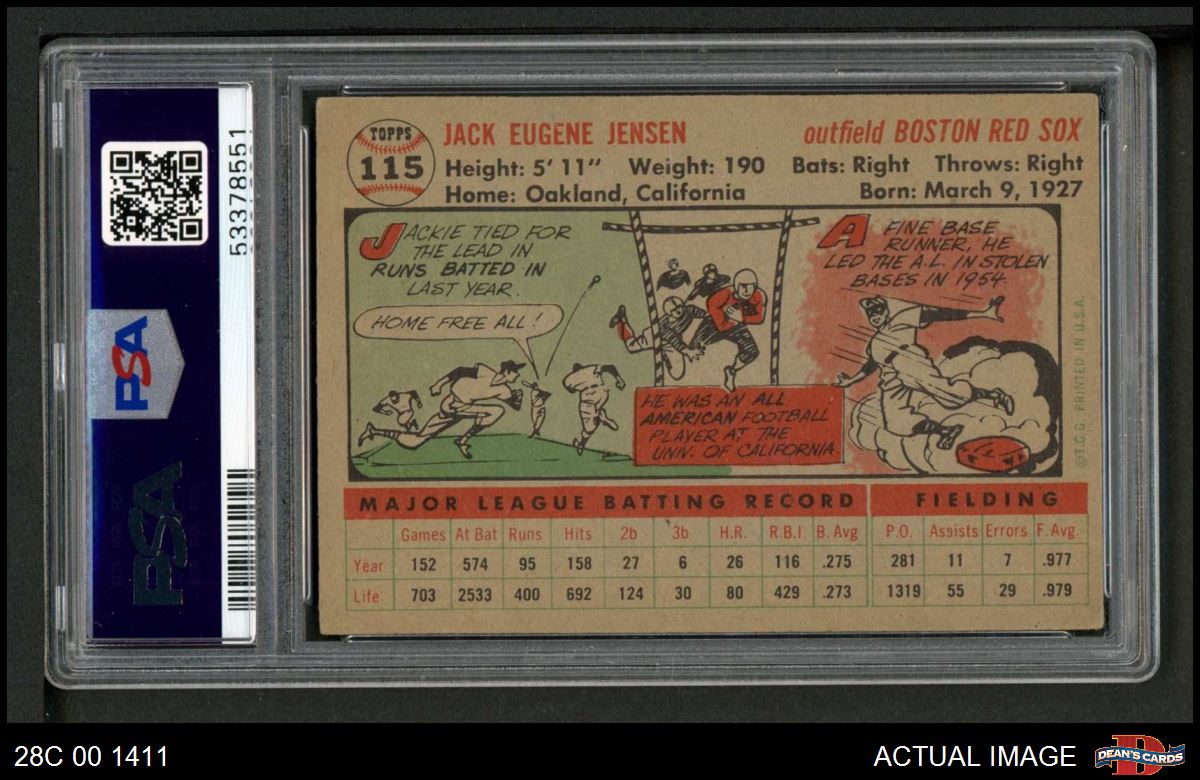 53378551
PSA
PSA
TOPPS
115
JACK EUGENE JENSEN
outfield BOSTON RED SOX
Height: 5' 11" Weight: 190 Bats: Right Throws: Right
Home: Oakland, California Born: March 9, 1927
JACKIE TIED FOR
THE LEAD IN
RUNS BATTED IN
LAST YEAR.
HOME FREE ALL!
HE WAS AN ALL
AMERICAN FOOTBALL
PLAYER AT THE
UNIV. OF CALIFORNIA.
A FINE BASE
RUNNER, HE
LED THE A.L. IN STOLEN
BASES IN 1954.
©T.C.G. PRINTED IN U.S.A.
MAJOR LEAGUE BATTING RECORD FIELDING
Games At Bat Runs Hits 2b 3b H.R. R.B.I. B. Avg P.O. Assists Errors F. Avg.
Year 152 574 95 158 27 6 26 116 .275 281 11 7 .977
Life 703 2533 400 692 124 30 80 429 .273 1319 55 29 .979
28C 00 1411
ACTUAL IMAGE
DEAN'S CARDS